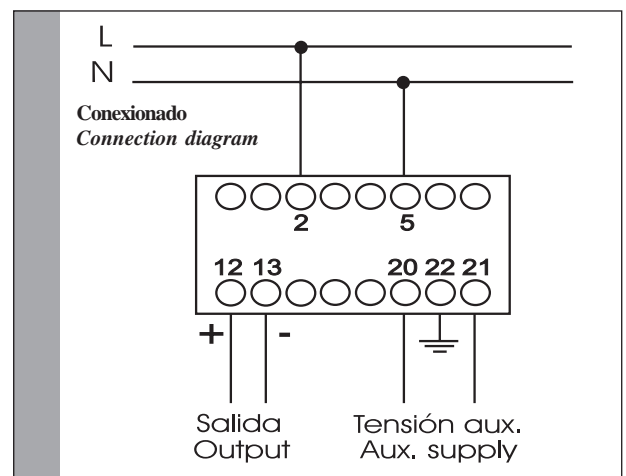 L
N
Conexionado
Connection diagram
2 5
12 13 20 22 21
+ -
Salida Tensión aux.
Output Aux. supply